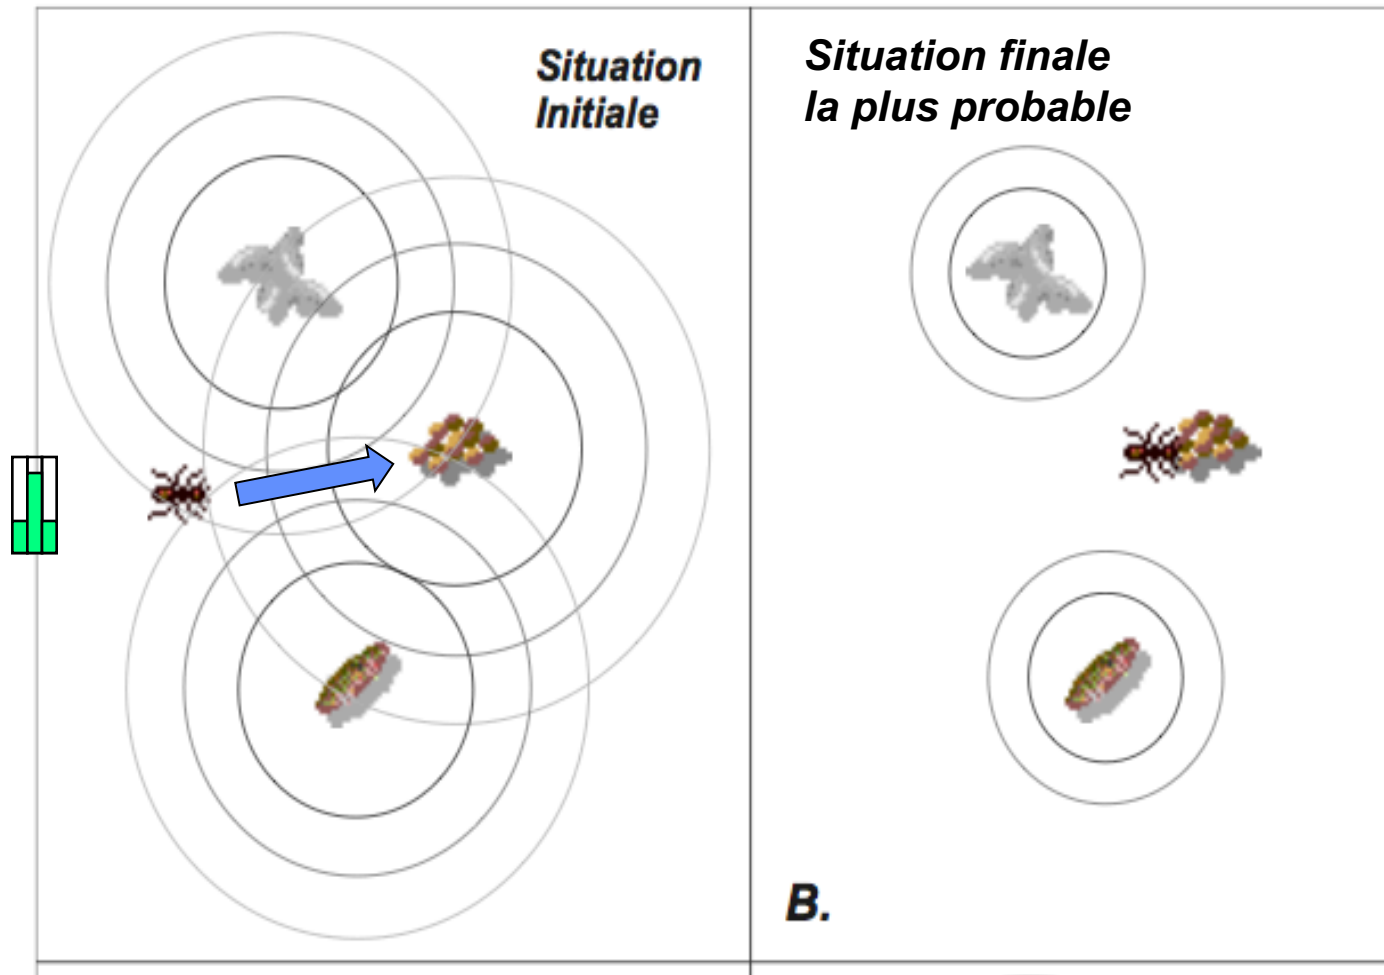 Situation
Initiale
Situation finale
la plus probable
B.